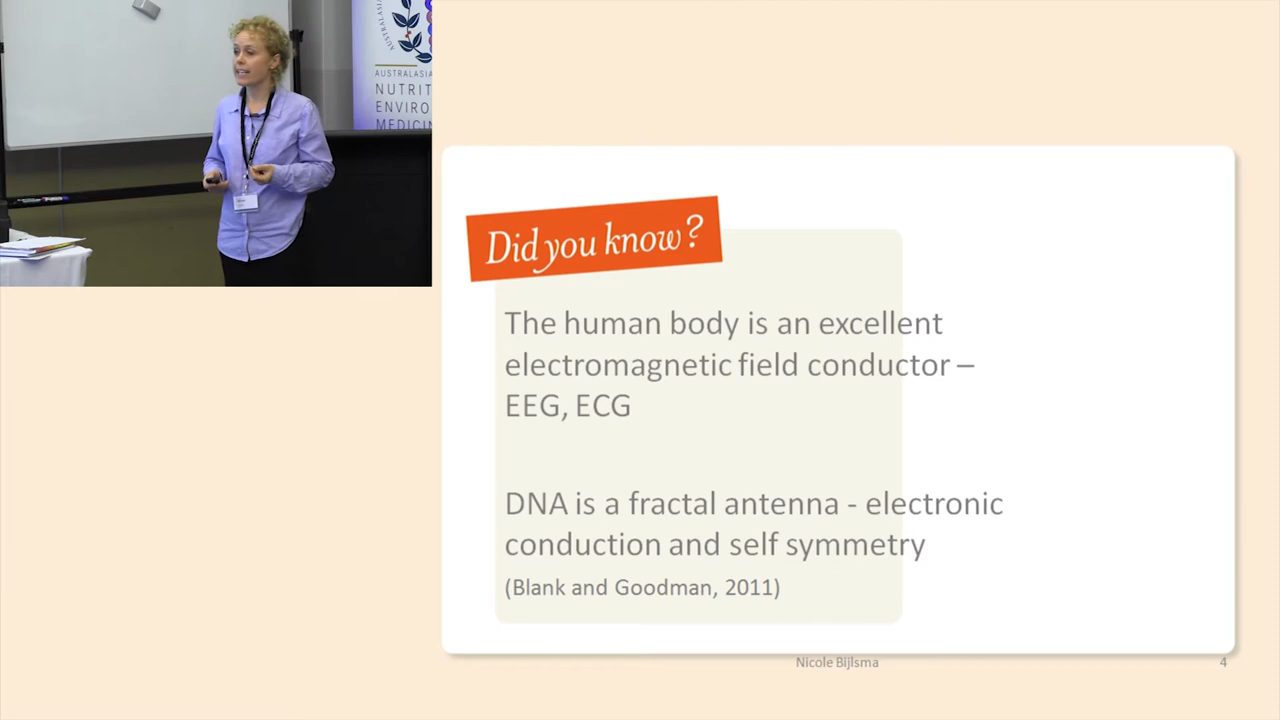 AUSTRALASIA
NUTRIT
ENVIRO
MEDICIN
Did you know?
The human body is an excellent
electromagnetic field conductor –
EEG, ECG
DNA is a fractal antenna - electronic
conduction and self symmetry
(Blank and Goodman, 2011)
Nicole Bijlsma
4